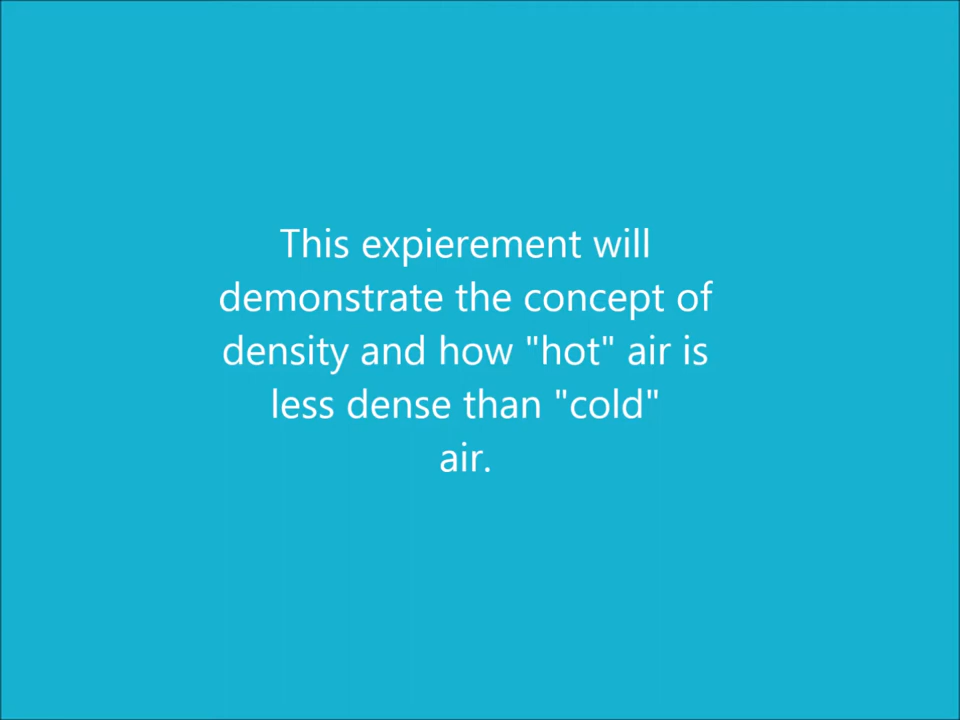 This expierement will
demonstrate the concept of
density and how "hot" air is
less dense than "cold"
air.